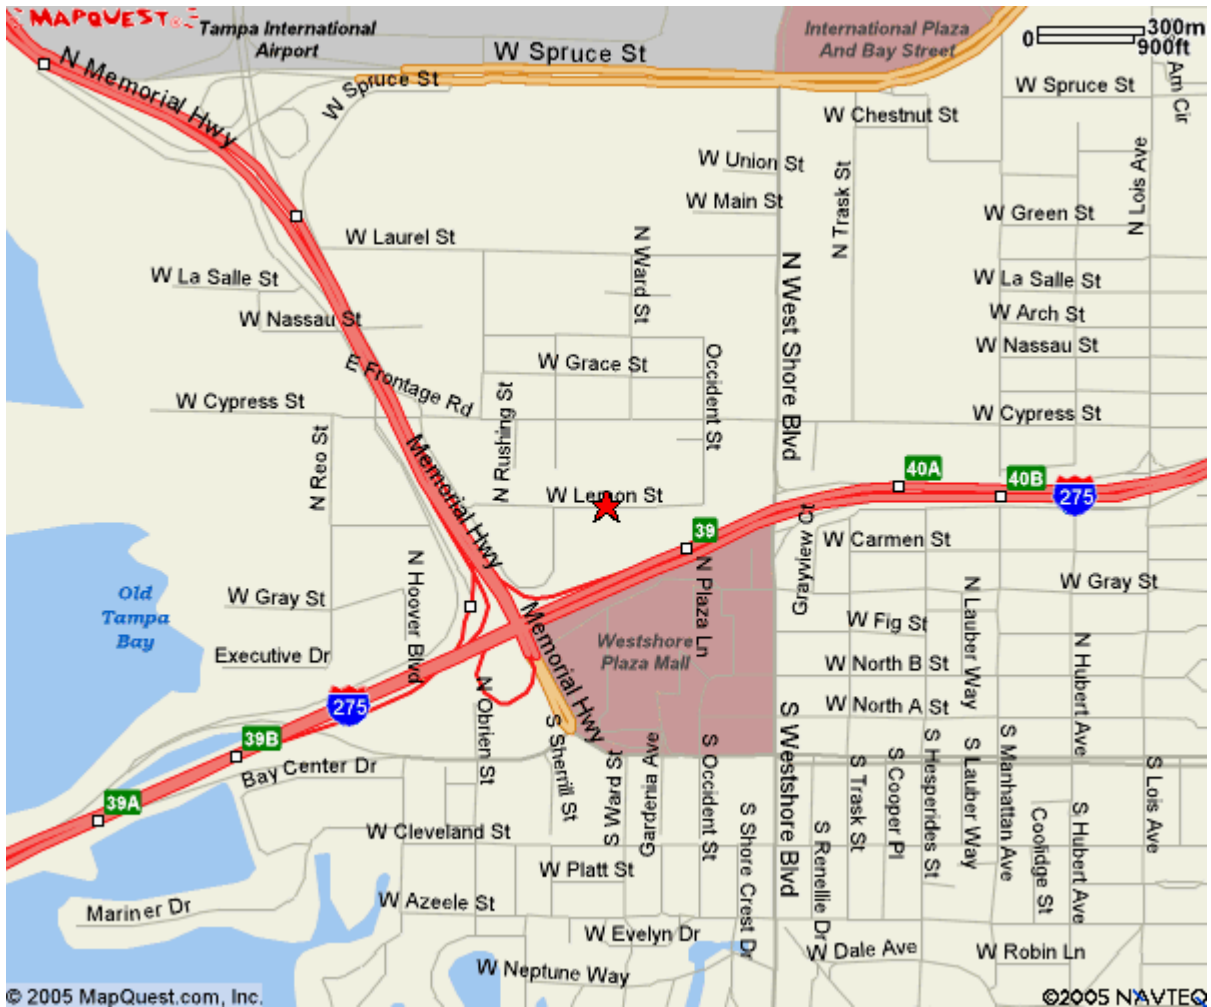 MAPQUEST
Tampa International
Airport
W Spruce St
International Plaza
And Bay Street
0
300m
900ft
N Memorial Hwy
W Spruce St
W Spruce St
Am Cir
W Chestnut St
W Union St
N Trask St
N Lois Ave
W Main St
W Green St
W Laurel St
N Ward St
N West Shore Blvd
W La Salle St
W La Salle St
W Nassau St
W Arch St
E Frontage Rd
W Grace St
Occident St
W Nassau St
W Cypress St
N Rushing St
W Cypress St
N Reo St
Memorial Hwy
W Lemon St
40A
40B
275
39
Grayview Ct
W Carmen St
N Hoover Blvd
N Plaza Ln
N Lauber Way
W Gray St
Old
Tampa
Bay
W Gray St
Memorial Hwy
W Fig St
Westshore
Plaza Mall
Executive Dr
W North B St
N Hubert Ave
275
N Obrien St
W North A St
39B
Bay Center Dr
S Sherrill St
S Ward St
Gardenia Ave
S Occident St
S Westshore Blvd
S Trask St
S Cooper Pl
S Hesperides St
S Lauber Way
S Manhattan Ave
S Lois Ave
39A
W Cleveland St
S Shore Crest Dr
S Renellie Dr
Coolidge St
S Hubert Ave
W Platt St
Mariner Dr
W Azeele St
W Evelyn Dr
W Dale Ave
W Robin Ln
W Neptune Way
© 2005 MapQuest.com, Inc.
©2005 NAVTEQ